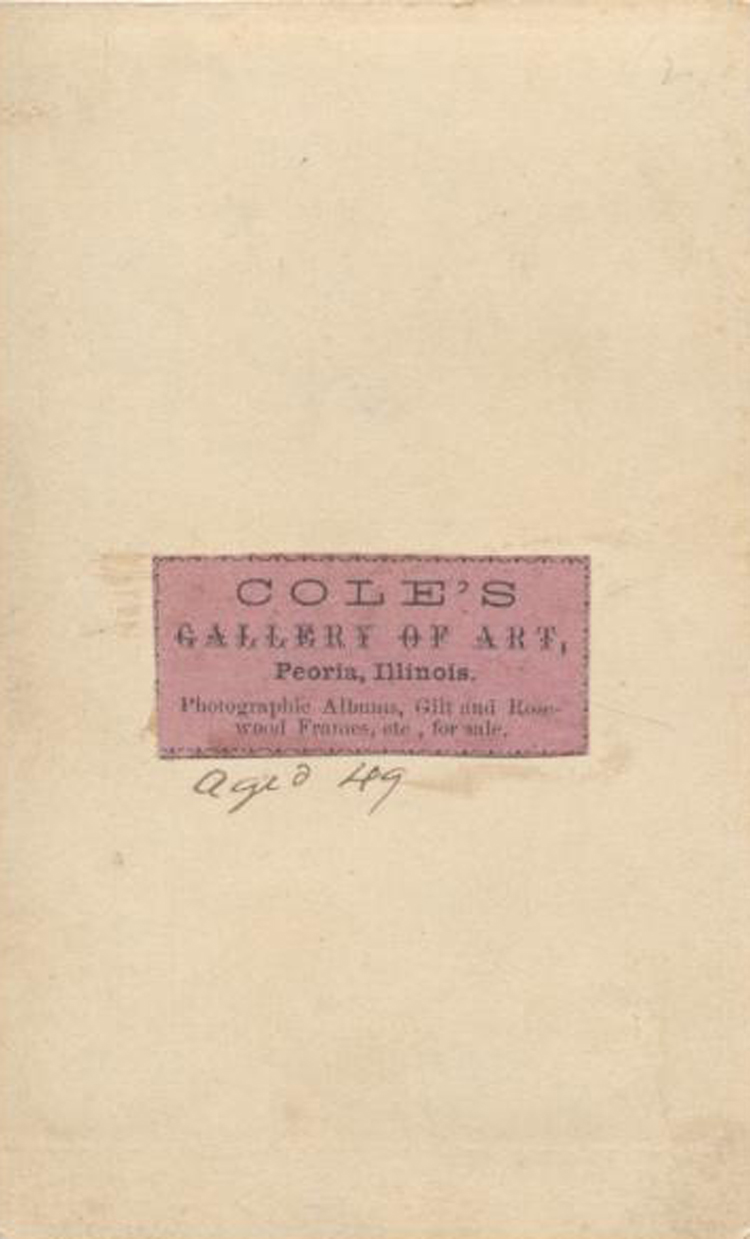 COLE'S
GALLERY OF ART,
Peoria, Illinois.
Photographic Albums, Gilt and Rose-
wood Frames, etc , for sale.
aged 49